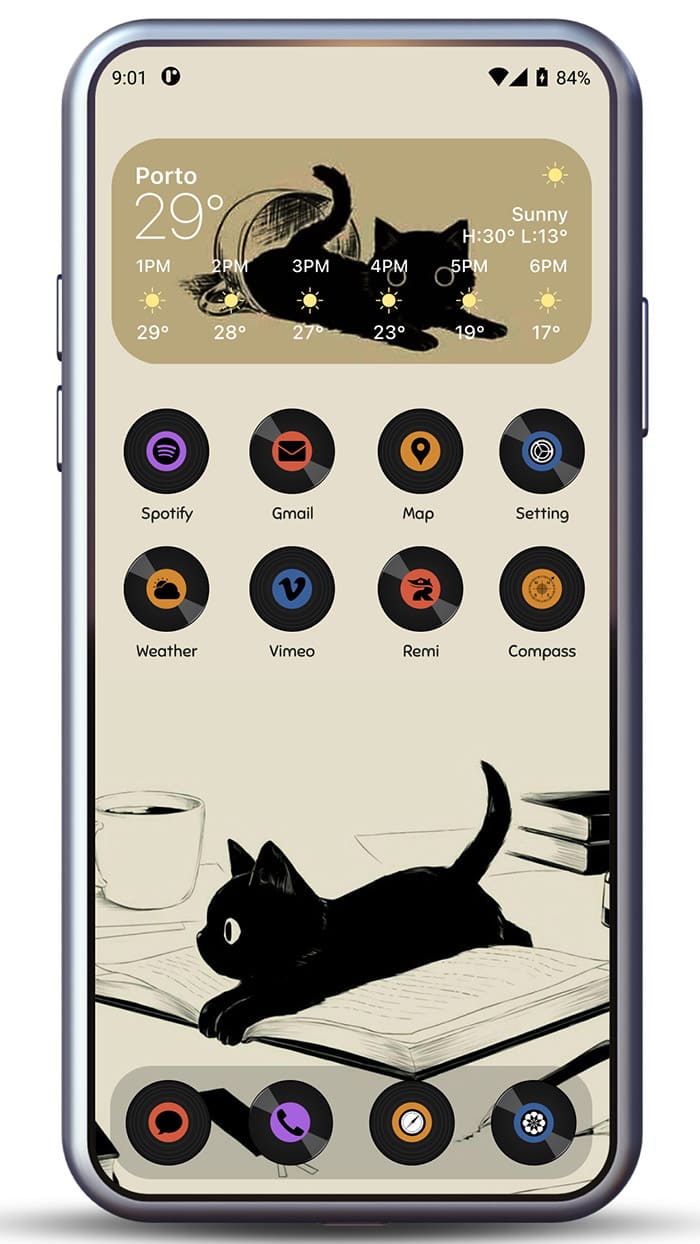 9:01 84%
Porto
29°
Sunny
H:30° L:13°
1PM 2PM 3PM 4PM 5PM 6PM
29° 28° 27° 23° 19° 17°
Spotify Gmail Map Setting
Weather Vimeo Remi Compass